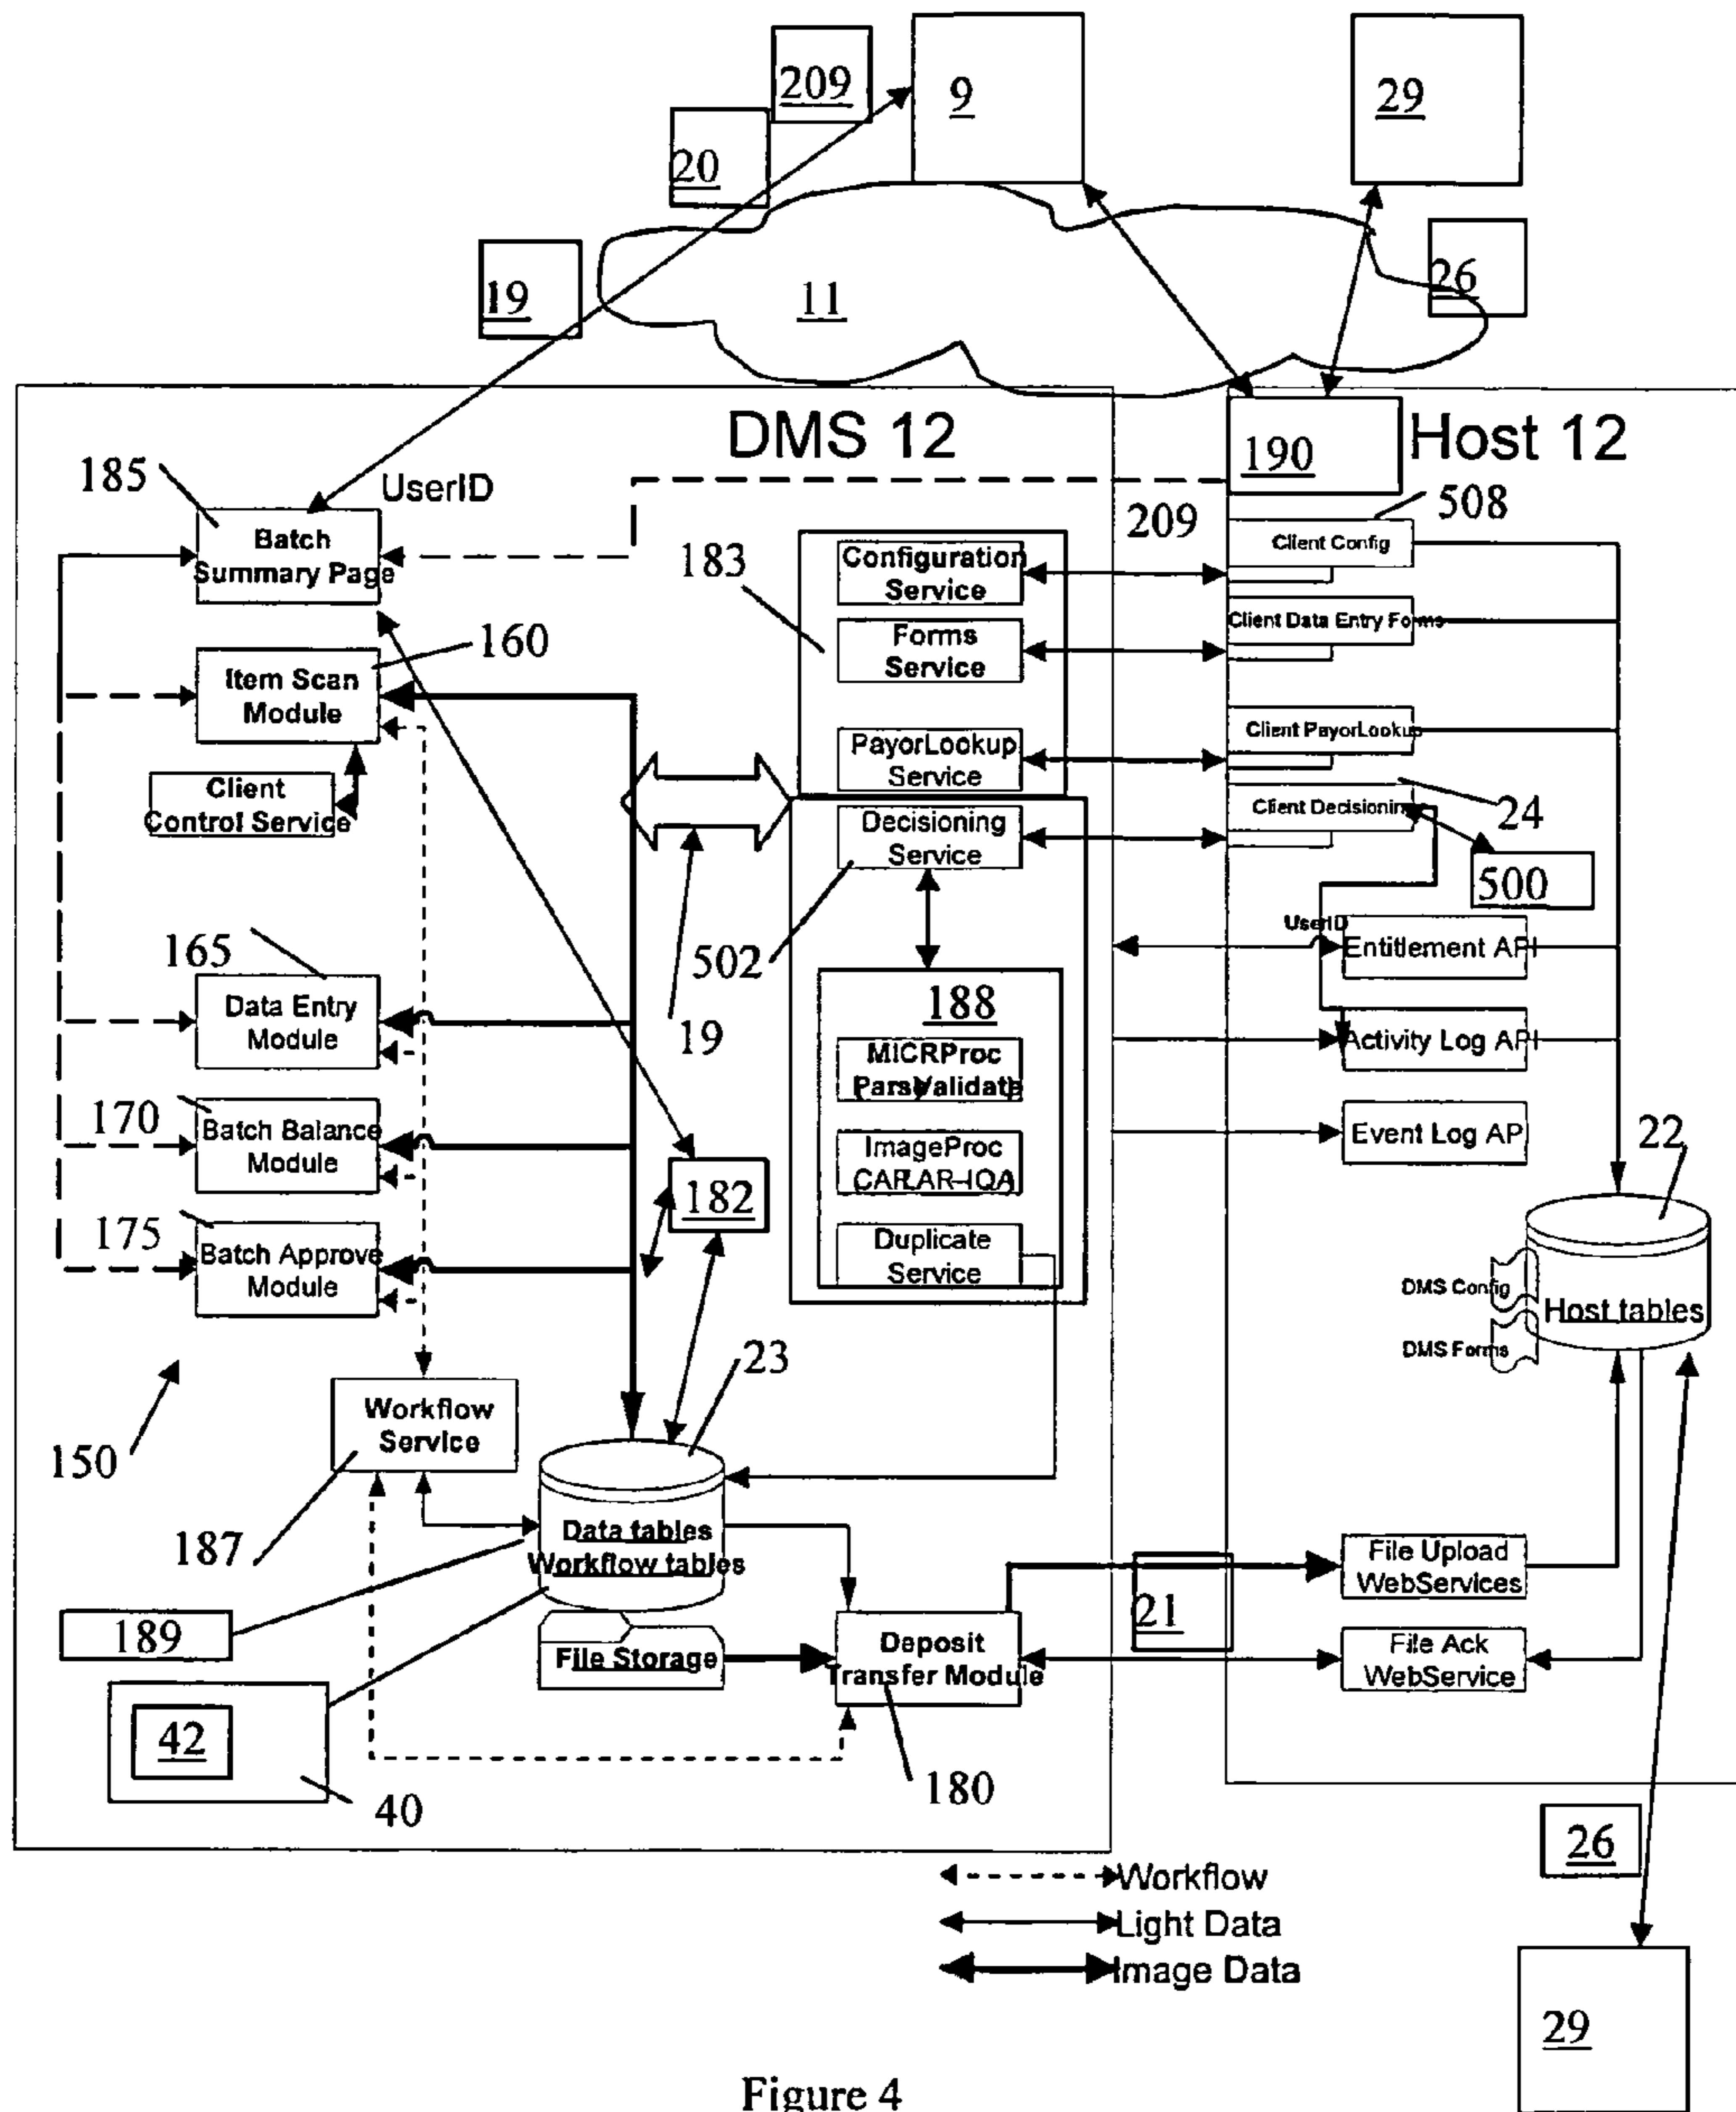 209
9
29
20
19
11
26
DMS 12
190
Host 12
185
UserID
Batch
Summary Page
209
508
Client Config
183
Configuration
Service
Client Data Entry Forms
160
Forms
Service
Item Scan
Module
Client PayorLookup
PayorLookup
Service
Client
Control Service
Client Decisioning
24
Decisioning
Service
500
UserID
165
502
19
Entitlement API
188
Data Entry
Module
Activity Log API
MICRProc
ParseValidate
170
Batch Balance
Module
Event Log AP
22
ImageProc
CAR
LAR-IQA
182
175
Batch Approve
Module
Duplicate
Service
DMS Config
Host tables
DMS Forms
23
Workflow
Service
150
187
Data tables
Workflow tables
File Upload
WebServices
21
189
File Storage
Deposit
Transfer Module
File Ack
WebService
42
40
180
26
Workflow
Light Data
Image Data
29
Figure 4